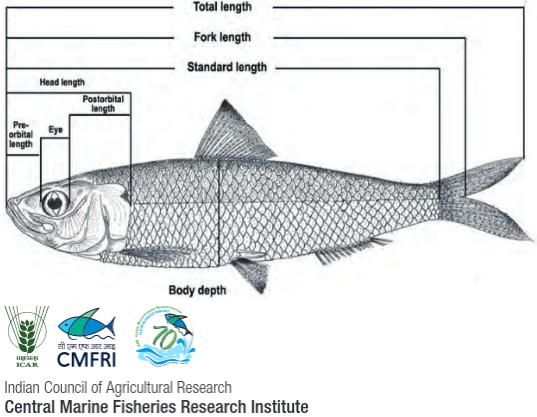 Total length
Fork length
Standard length
Head length
Postorbital
length
Pre-
orbital
length
Eye
Body depth
ICAR
सी एम एफ आर आइ
CMFRI
70
Indian Council of Agricultural Research
Central Marine Fisheries Research Institute